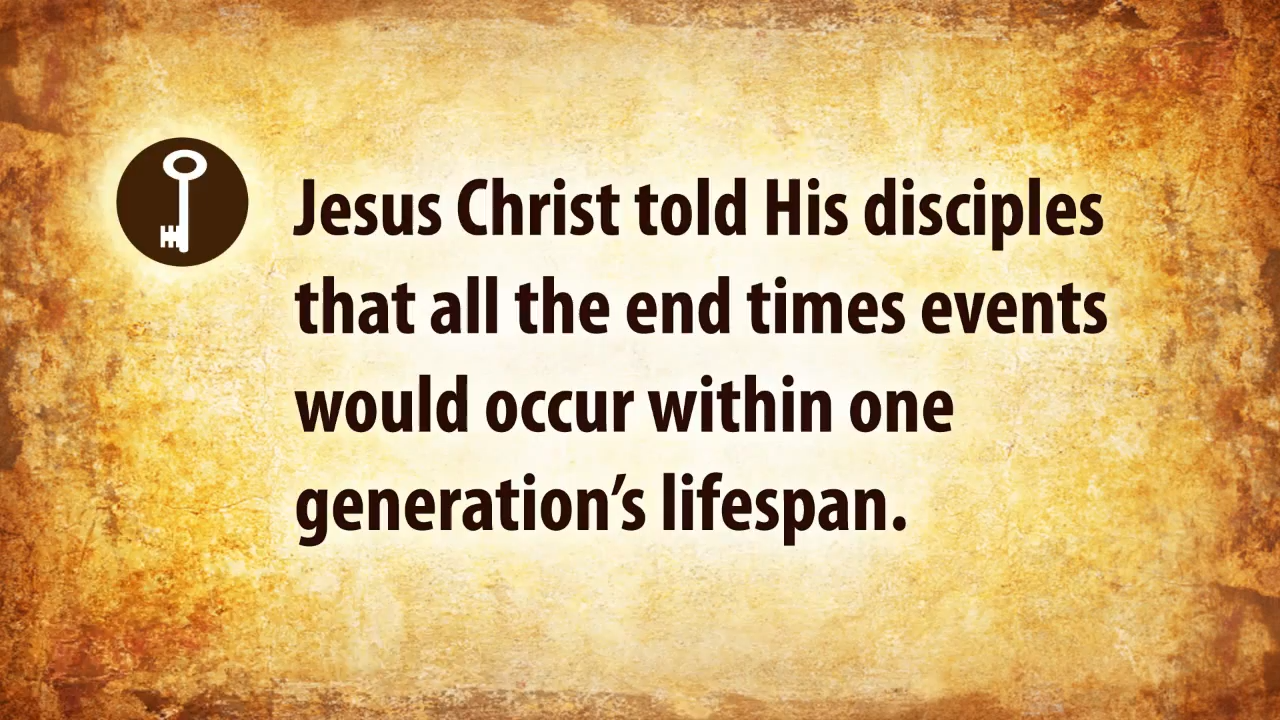 Jesus Christ told His disciples
that all the end times events
would occur within one
generation’s lifespan.